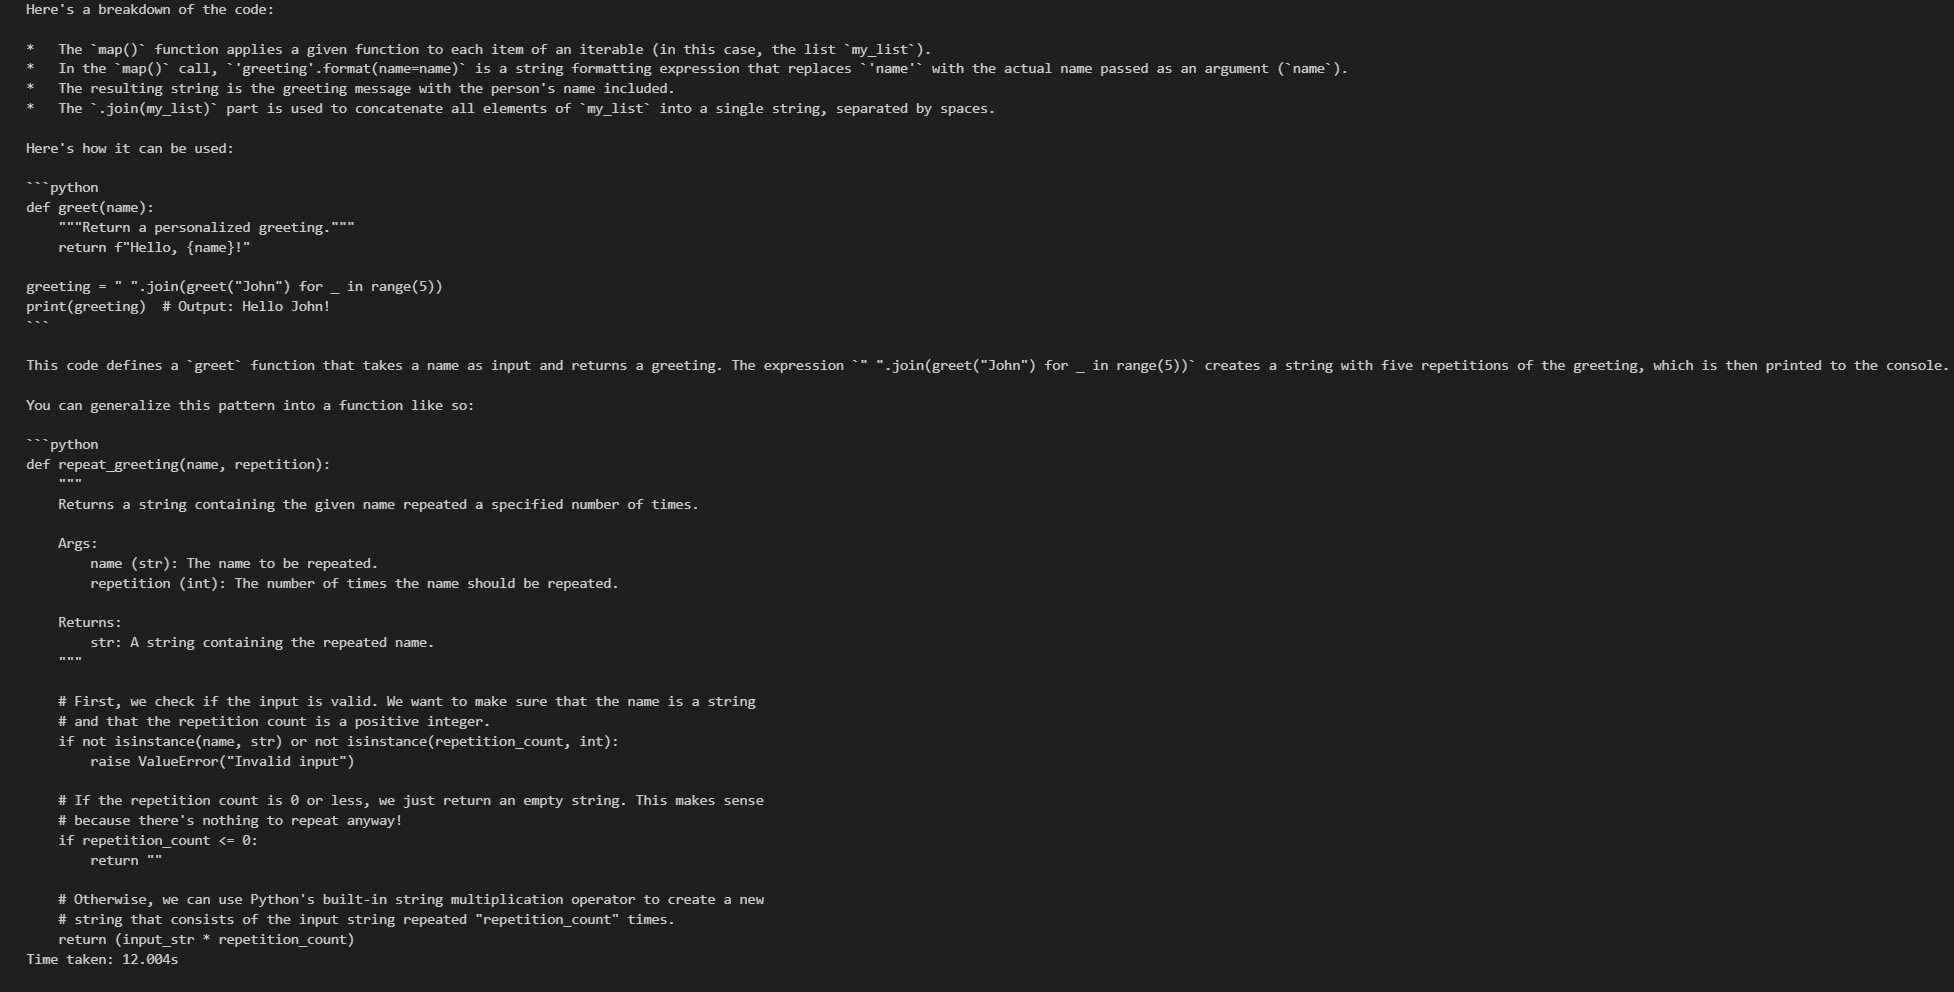 Here's a breakdown of the code:

*   The `map()` function applies a given function to each item of an iterable (in this case, the list `my_list`).
*   In the `map()` call, `'greeting'.format(name=name)` is a string formatting expression that replaces `'name'` with the actual name passed as an argument (`name`).
*   The resulting string is the greeting message with the person's name included.
*   The `.join(my_list)` part is used to concatenate all elements of `my_list` into a single string, separated by spaces.

Here's how it can be used:

```python
def greet(name):
    """Return a personalized greeting."""
    return f"Hello, {name}!"

greeting = " ".join(greet("John") for _ in range(5))
print(greeting)  # Output: Hello John!
```

This code defines a `greet` function that takes a name as input and returns a greeting. The expression `" ".join(greet("John") for _ in range(5))` creates a string with five repetitions of the greeting, which is then printed to the console.

You can generalize this pattern into a function like so:

```python
def repeat_greeting(name, repetition):
    """
    Returns a string containing the given name repeated a specified number of times.

    Args:
        name (str): The name to be repeated.
        repetition (int): The number of times the name should be repeated.

    Returns:
        str: A string containing the repeated name.
    """

    # First, we check if the input is valid. We want to make sure that the name is a string
    # and that the repetition count is a positive integer.
    if not isinstance(name, str) or not isinstance(repetition_count, int):
        raise ValueError("Invalid input")

    # If the repetition count is 0 or less, we just return an empty string. This makes sense
    # because there's nothing to repeat anyway!
    if repetition_count <= 0:
        return ""

    # Otherwise, we can use Python's built-in string multiplication operator to create a new
    # string that consists of the input string repeated "repetition_count" times.
    return (input_str * repetition_count)
Time taken: 12.004s